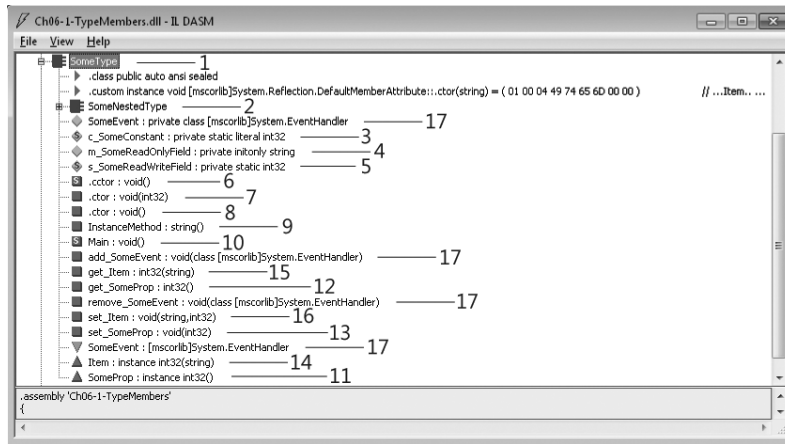 Ch06-1-TypeMembers.dll - IL DASM
File View Help
SomeType 1
.class public auto ansi sealed
.custom instance void [mscorlib]System.Reflection.DefaultMemberAttribute::.ctor(string) = ( 01 00 04 49 74 65 6D 00 00 ) // ...Item.. ...
SomeNestedType 2
SomeEvent : private class [mscorlib]System.EventHandler 17
c_SomeConstant : private static literal int32 3
m_SomeReadOnlyField : private initonly string 4
s_SomeReadWriteField : private static int32 5
S .cctor : void() 6
.ctor : void(int32) 7
.ctor : void() 8
InstanceMethod : string() 9
S Main : void() 10
add_SomeEvent : void(class [mscorlib]System.EventHandler) 17
get_Item : int32(string) 15
get_SomeProp : int32() 12
remove_SomeEvent : void(class [mscorlib]System.EventHandler) 17
set_Item : void(string,int32) 16
set_SomeProp : void(int32) 13
SomeEvent : [mscorlib]System.EventHandler 17
Item : instance int32(string) 14
SomeProp : instance int32() 11
.assembly 'Ch06-1-TypeMembers'
{